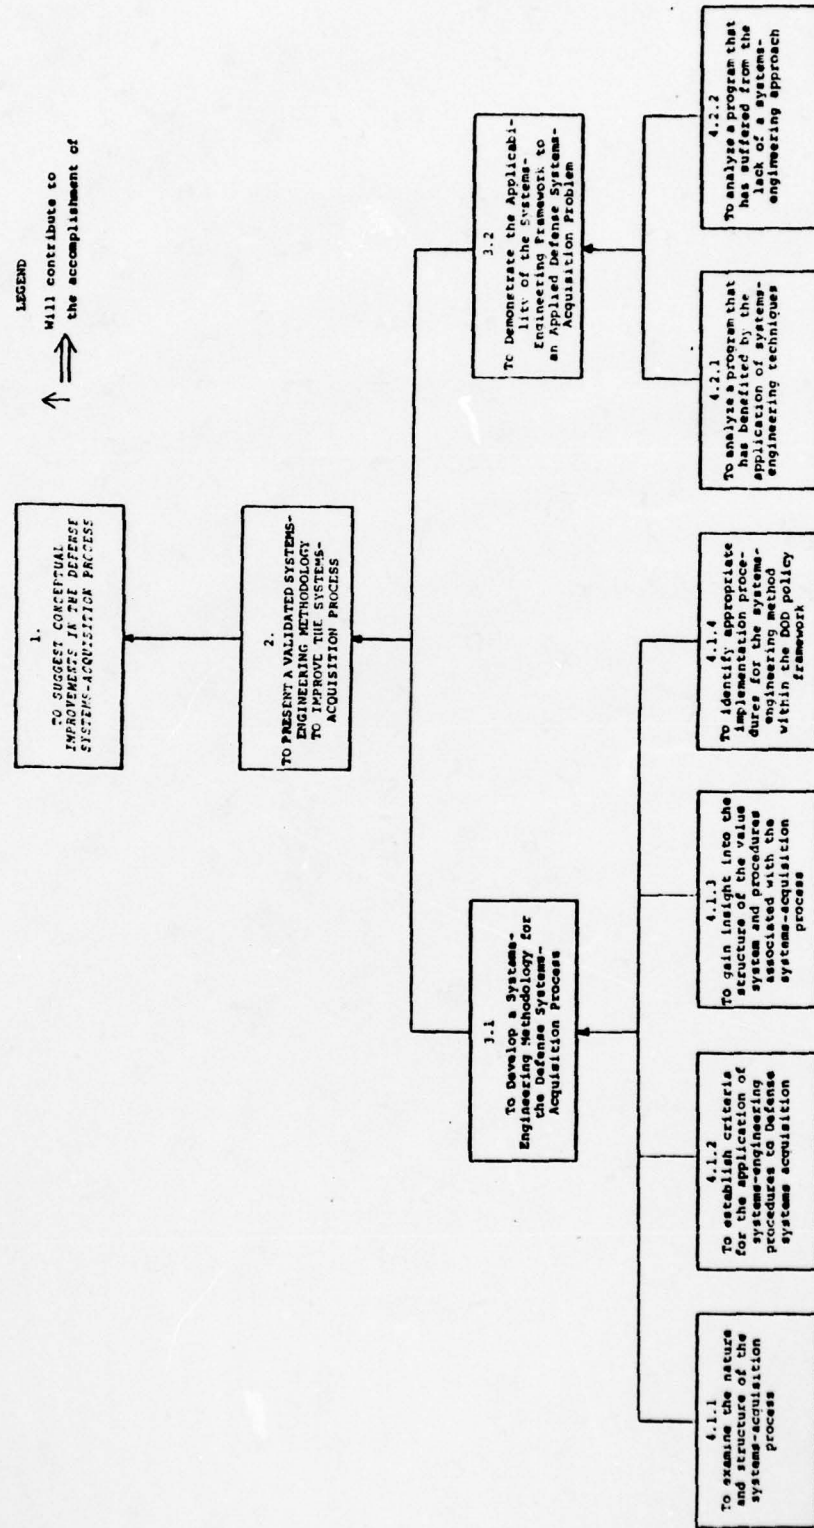 LEGEND
Will contribute to
the accomplishment of
1.
TO SUGGEST CONCEPTUAL
IMPROVEMENTS IN THE DEFENSE
SYSTEMS-ACQUISITION PROCESS
2.
TO PRESENT A VALIDATED SYSTEMS-
ENGINEERING METHODOLOGY
TO IMPROVE THE SYSTEMS-
ACQUISITION PROCESS
3.1
To Develop a Systems-
Engineering Methodology for
the Defense Systems-
Acquisition Process
3.2
To Demonstrate the Applicabi-
lity of the Systems-
Engineering Framework to
an Applied Defense Systems-
Acquisition Problem
4.1.1
To examine the nature
and structure of the
systems-acquisition
process
4.1.2
To establish criteria
for the application of
systems-engineering
procedures to Defense
systems acquisition
4.1.3
To gain insight into the
structure of the value
system and procedures
associated with the
systems-acquisition
process
4.1.4
To identify appropriate
implementation proce-
dures for the systems-
engineering method
within the DOD policy
framework
4.2.1
To analyze a program that
has benefited by the
application of systems-
engineering techniques
4.2.2
To analyze a program that
has suffered from the
lack of a systems-
engineering approach